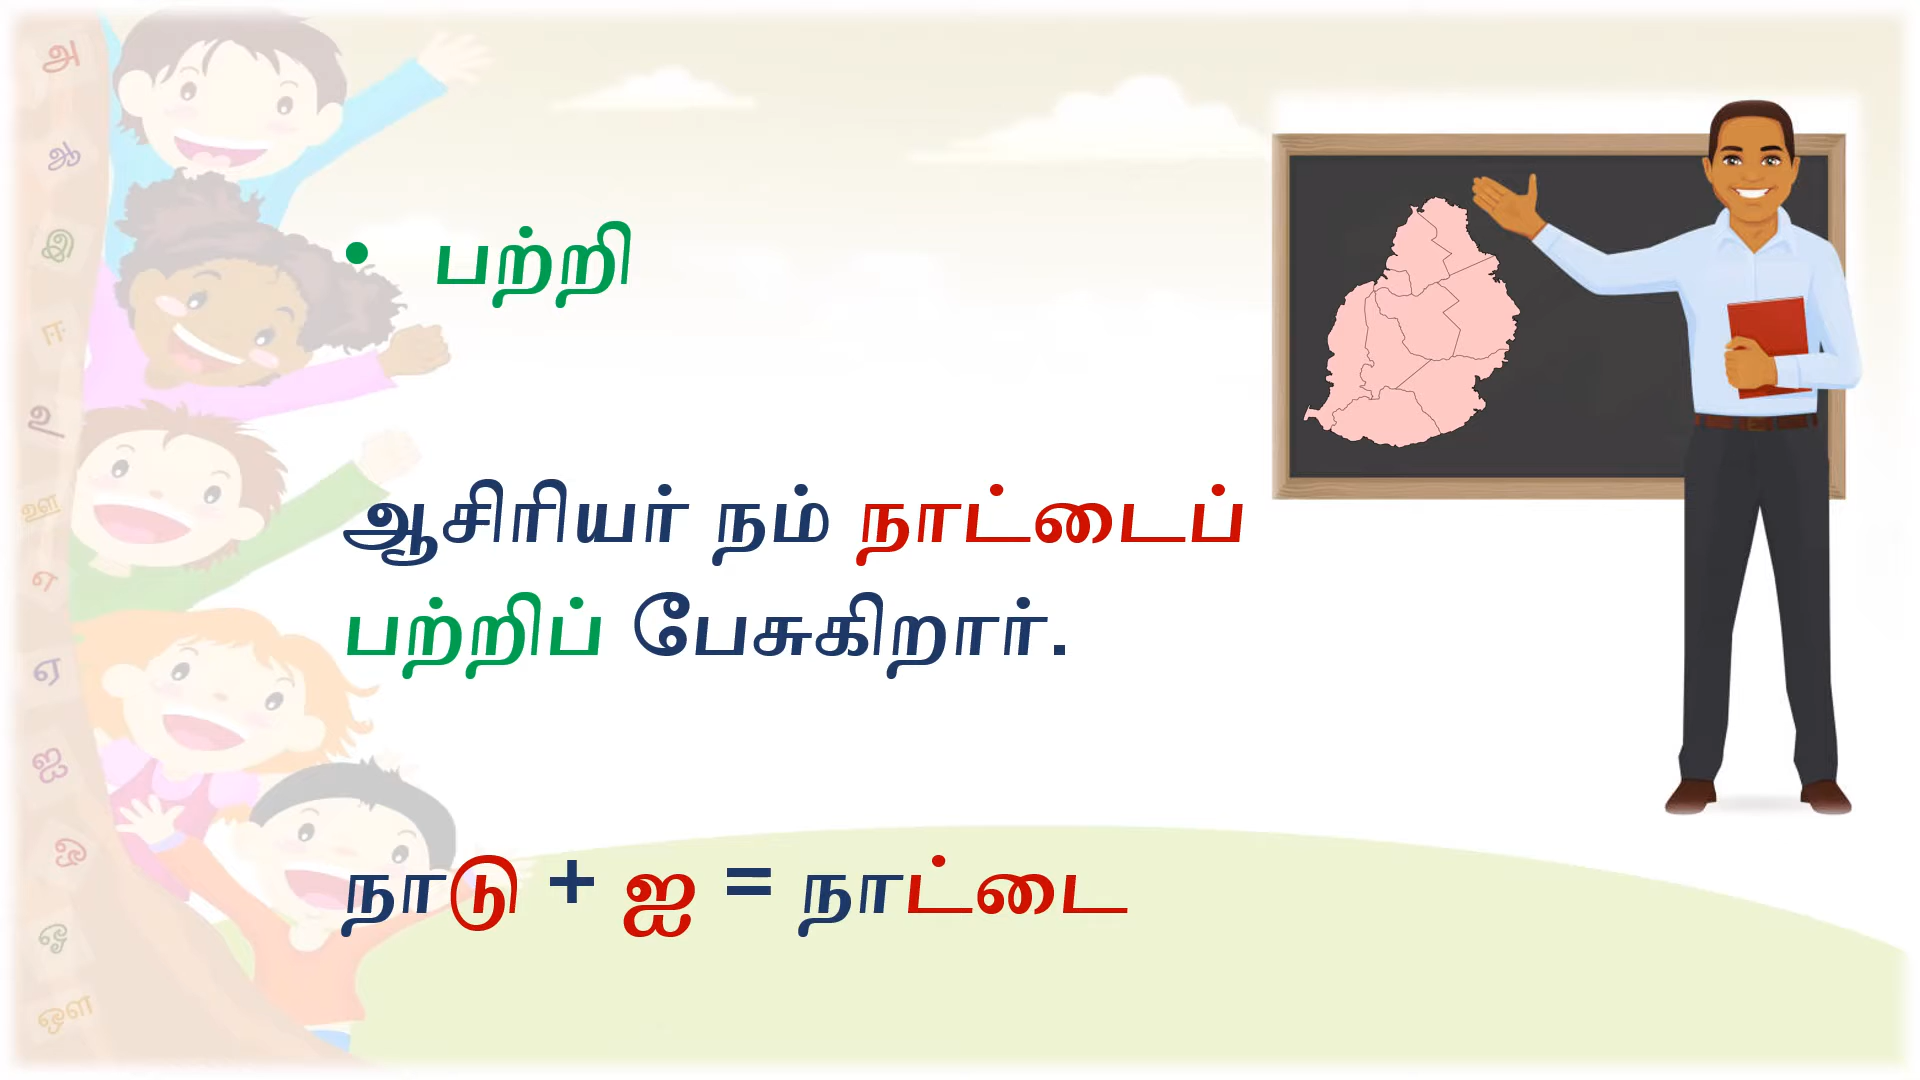 அ
ஆ
இ
ஈ
உ
ஊ
எ
ஏ
ஐ
ஒ
ஓ
ஔ
• பற்றி
ஆசிரியர் நம் நாட்டைப்
பற்றிப் பேசுகிறார்.
நாடு + ஐ = நாட்டை